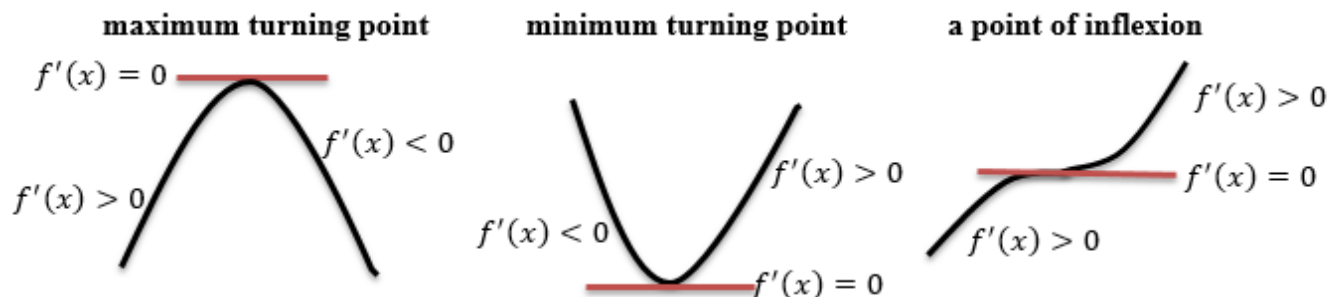 maximum turning point
f'(x) = 0
f'(x) > 0
f'(x) < 0
minimum turning point
f'(x) < 0
f'(x) > 0
f'(x) = 0
a point of inflexion
f'(x) > 0
f'(x) = 0
f'(x) > 0